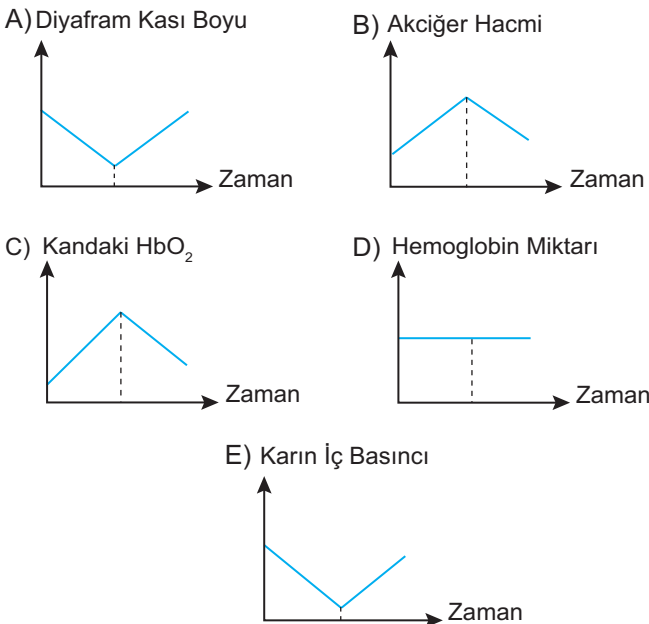 A) Diyafram Kası Boyu
Zaman
B) Akciğer Hacmi
Zaman
C) Kandaki HbO₂
Zaman
D) Hemoglobin Miktarı
Zaman
E) Karın İç Basıncı
Zaman